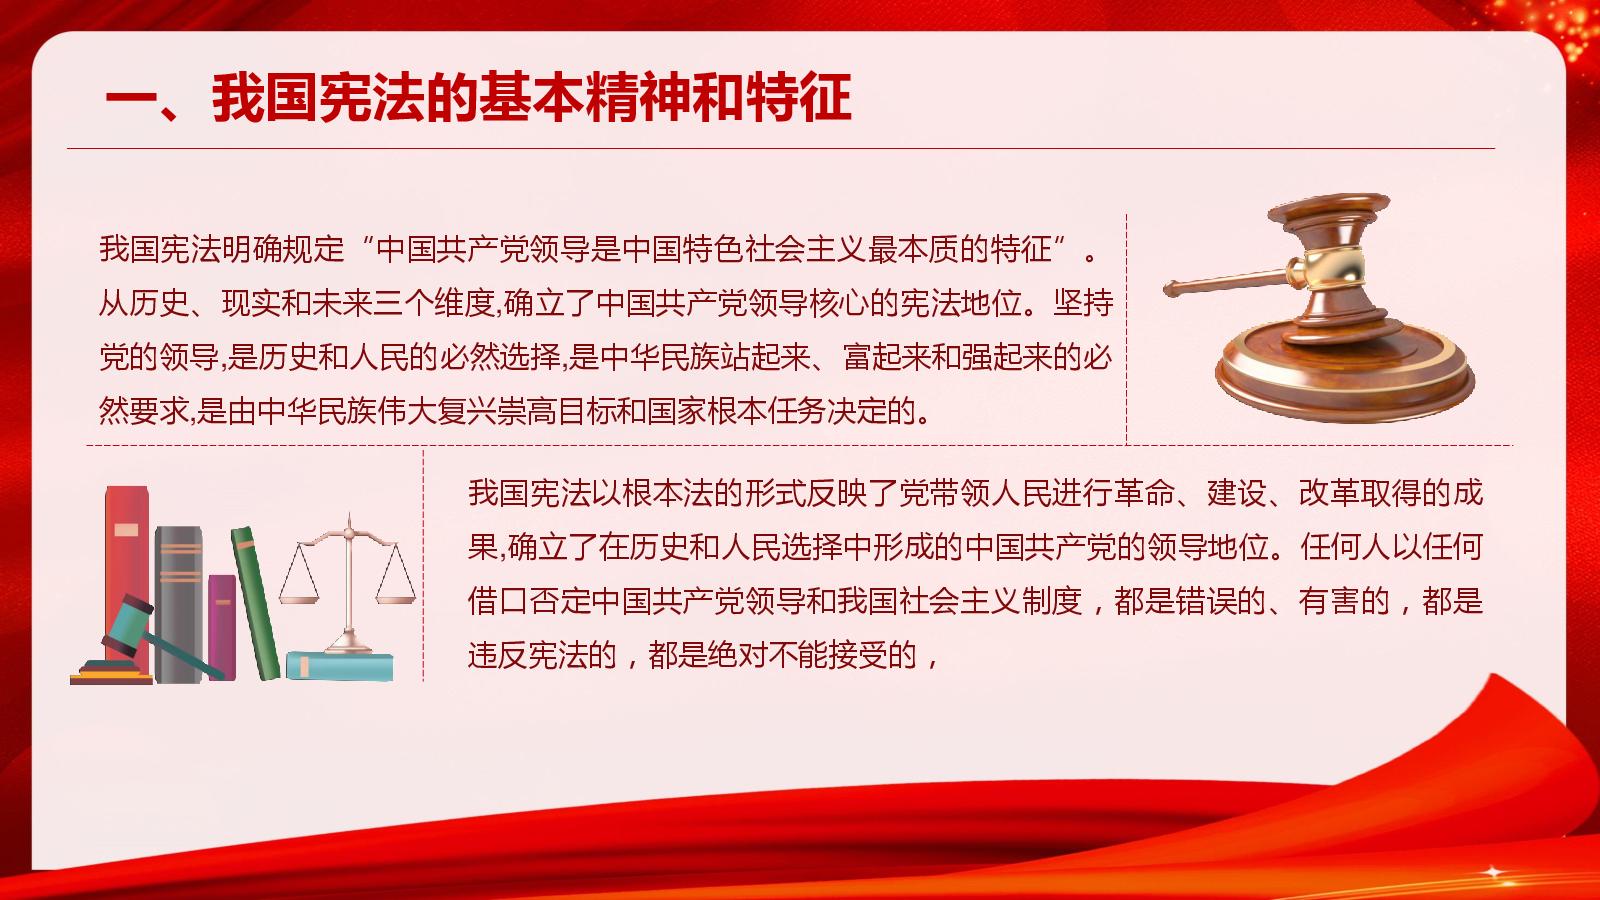 一、我国宪法的基本精神和特征
我国宪法明确规定“中国共产党领导是中国特色社会主义最本质的特征”。
从历史、现实和未来三个维度,确立了中国共产党领导核心的宪法地位。坚持
党的领导,是历史和人民的必然选择,是中华民族站起来、富起来和强起来的必
然要求,是由中华民族伟大复兴崇高目标和国家根本任务决定的。
我国宪法以根本法的形式反映了党带领人民进行革命、建设、改革取得的成
果,确立了在历史和人民选择中形成的中国共产党的领导地位。任何人以任何
借口否定中国共产党领导和我国社会主义制度，都是错误的、有害的，都是
违反宪法的，都是绝对不能接受的，